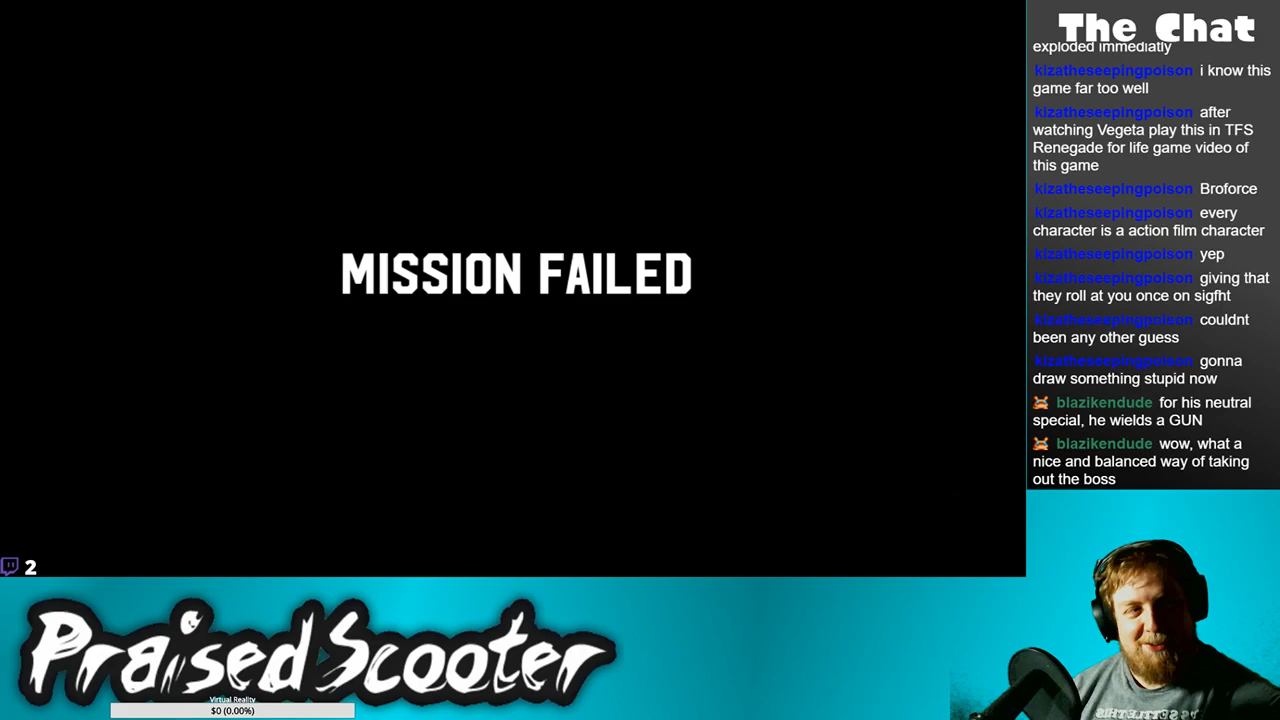 The Chat
exploded immediatly
kizatheseepingpoison i know this
game far too well
kizatheseepingpoison after
watching Vegeta play this in TFS
Renegade for life game video of
this game
kizatheseepingpoison Broforce
kizatheseepingpoison every
character is a action film character
kizatheseepingpoison yep
kizatheseepingpoison giving that
they roll at you once on sigfht
kizatheseepingpoison couldnt
been any other guess
kizatheseepingpoison gonna
draw something stupid now
blazikendude for his neutral
special, he wields a GUN
blazikendude wow, what a
nice and balanced way of taking
out the boss
MISSION FAILED
2
PraisedScooter
Virtual Reality
$0 (0.00%)